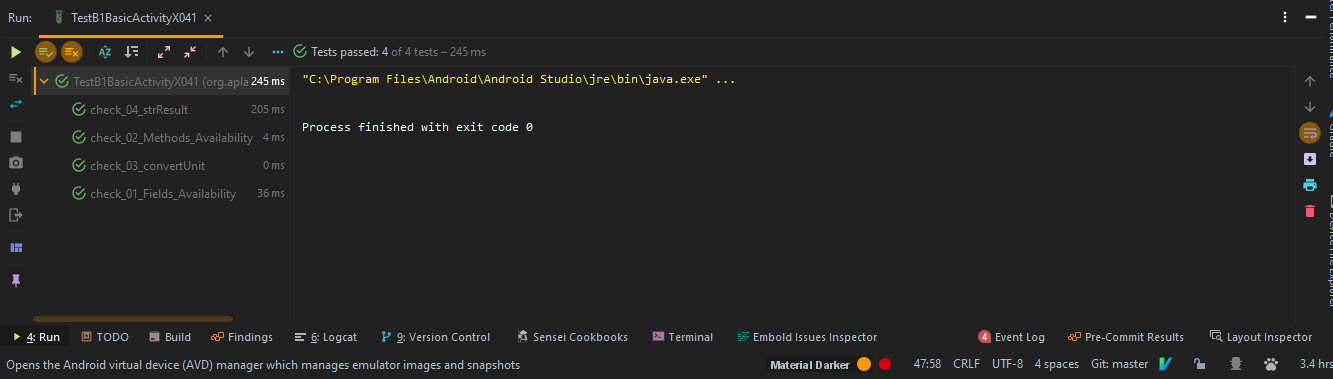 Run: TestB1BasicActivityX041
Tests passed: 4 of 4 tests – 245 ms
TestB1BasicActivityX041 (org.apla 245 ms
check_04_strResult 205 ms
check_02_Methods_Availability 4 ms
check_03_convertUnit 0 ms
check_01_Fields_Availability 36 ms
"C:\Program Files\Android\Android Studio\jre\bin\java.exe" ...
Process finished with exit code 0
4: Run TODO Build Findings 6: Logcat 9: Version Control Sensei Cookbooks Terminal Embold Issues Inspector 4 Event Log Pre-Commit Results Layout Inspector
Opens the Android virtual device (AVD) manager which manages emulator images and snapshots Material Darker 47:58 CRLF UTF-8 4 spaces Git: master 3.4 hrs